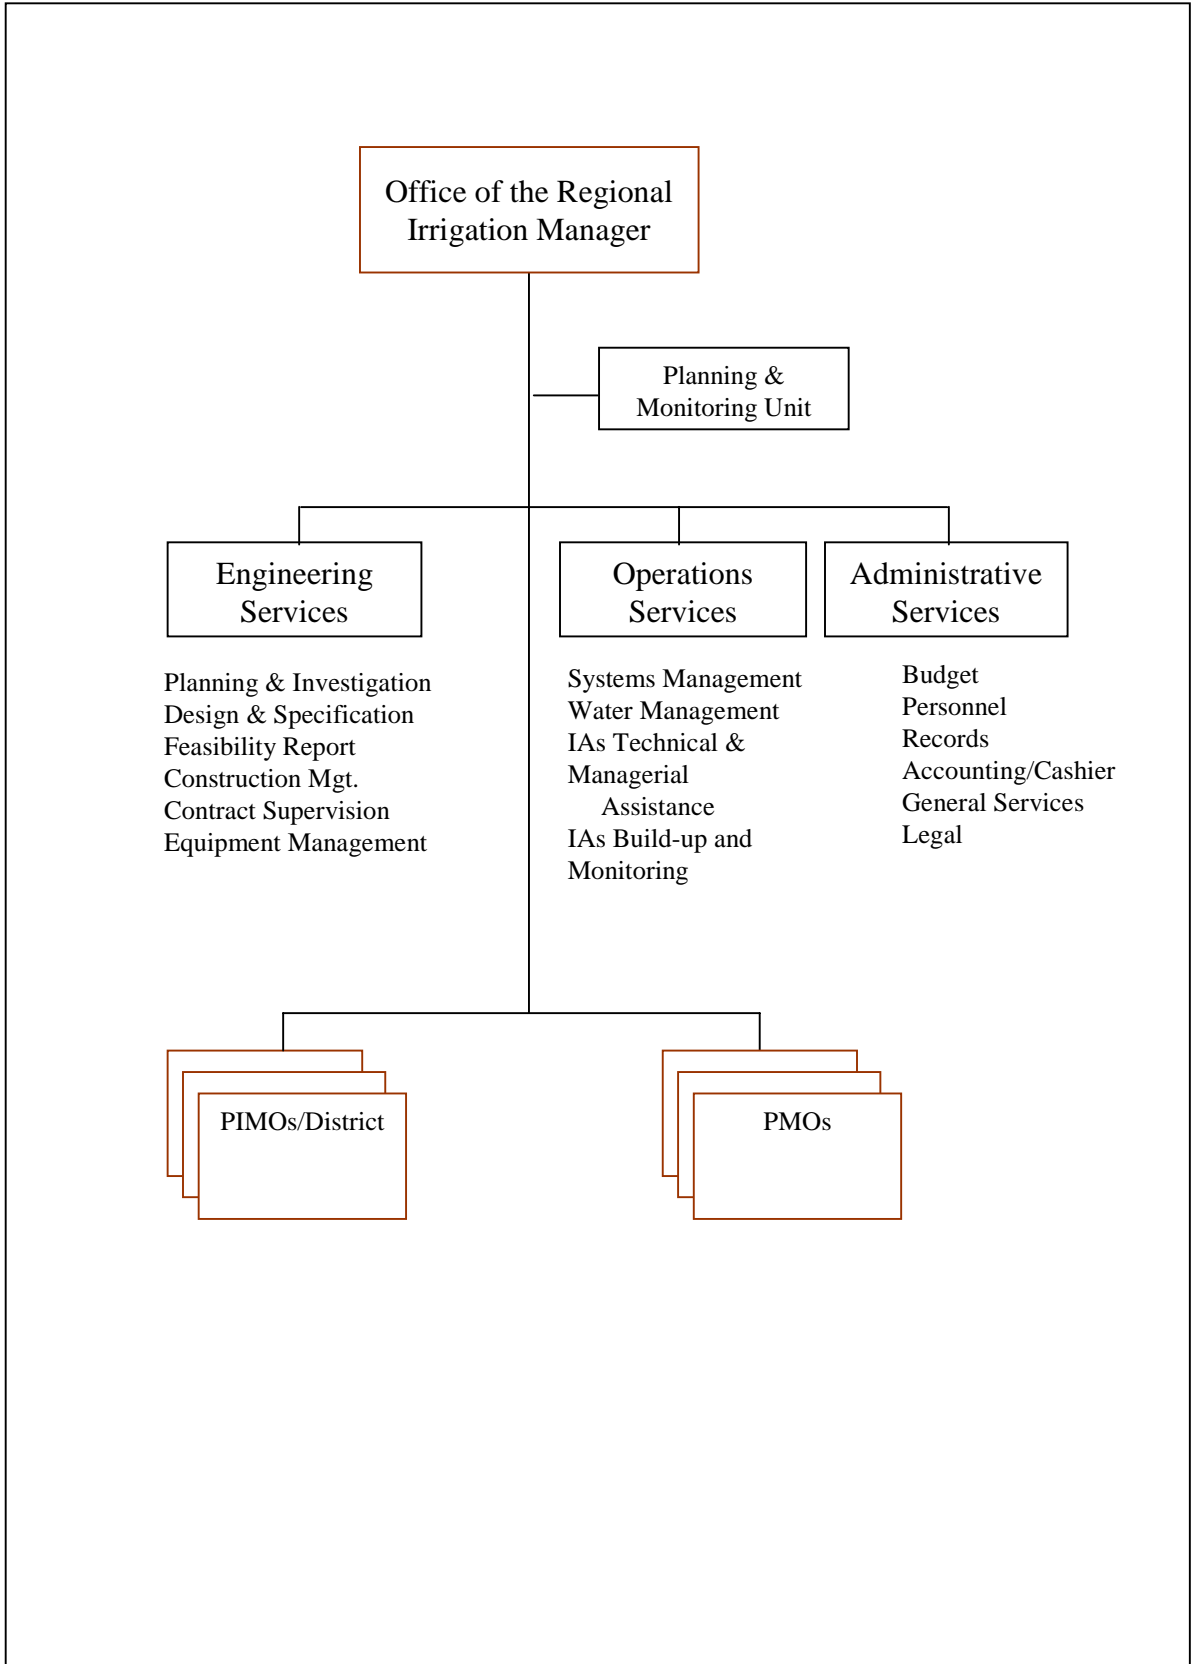 Office of the Regional
Irrigation Manager
Planning &
Monitoring Unit
Engineering
Services
Operations
Services
Administrative
Services
Planning & Investigation
Design & Specification
Feasibility Report
Construction Mgt.
Contract Supervision
Equipment Management
Systems Management
Water Management
IAs Technical &
Managerial
Assistance
IAs Build-up and
Monitoring
Budget
Personnel
Records
Accounting/Cashier
General Services
Legal
PIMOs/District
PMOs